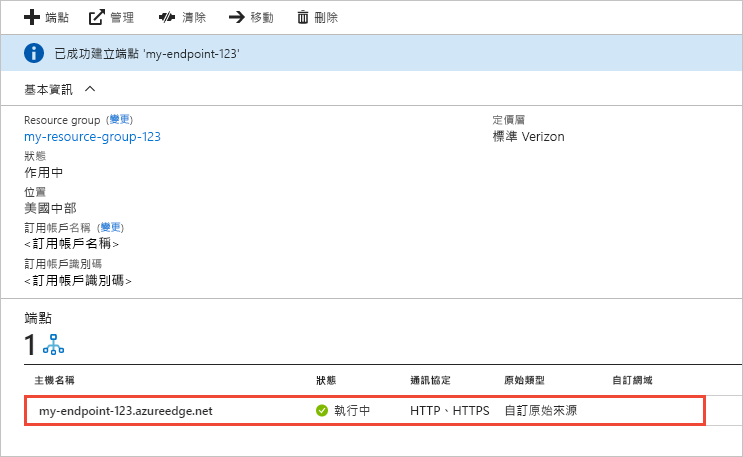 端點 管理 清除 移動 刪除
已成功建立端點 'my-endpoint-123'
基本資訊
Resource group (變更) 定價層
my-resource-group-123 標準 Verizon
狀態
作用中
位置
美國中部
訂用帳戶名稱 (變更)
<訂用帳戶名稱>
訂用帳戶識別碼
<訂用帳戶識別碼>
端點
1
主機名稱 狀態 通訊協定 原始類型 自訂網域
my-endpoint-123.azureedge.net 執行中 HTTP、HTTPS 自訂原始來源